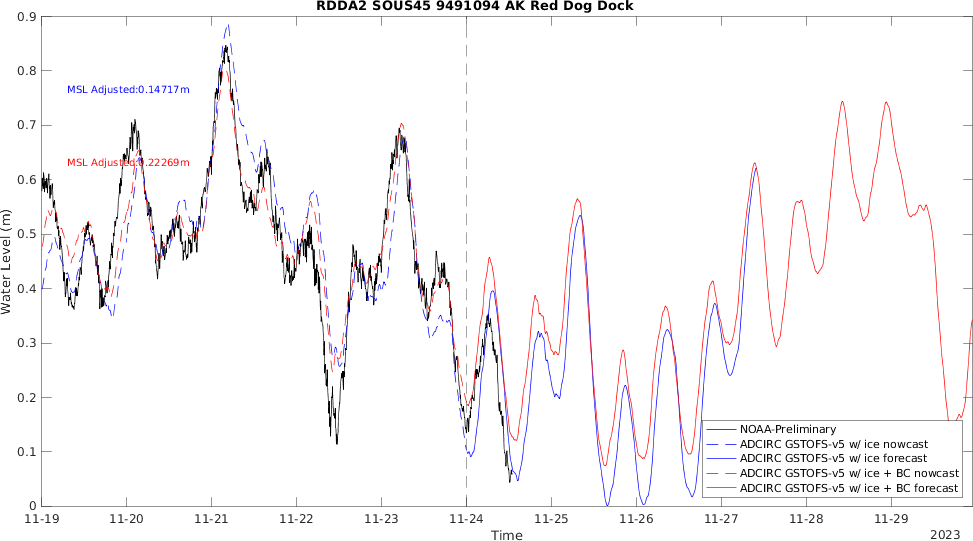 RDDA2 SOUS45 9491094 AK Red Dog Dock
0.9
0.8
0.7
0.6
0.5
0.4
0.3
0.2
0.1
0
Water Level (m)
MSL Adjusted:0.14717m
MSL Adjusted:0.22269m
NOAA-Preliminary
ADCIRC GSTOFS-v5 w/ ice nowcast
ADCIRC GSTOFS-v5 w/ ice forecast
ADCIRC GSTOFS-v5 w/ ice + BC nowcast
ADCIRC GSTOFS-v5 w/ ice + BC forecast
11-19 11-20 11-21 11-22 11-23 11-24 11-25 11-26 11-27 11-28 11-29
Time
2023